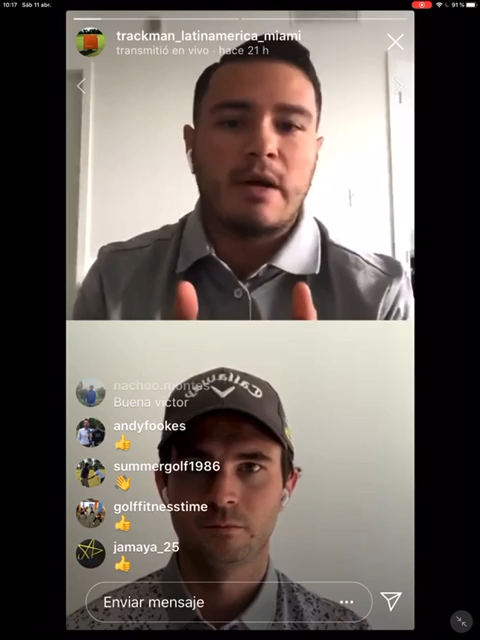 10:17 Sáb 11 abr.
91 %
trackman_latinamerica_miami
transmitió en vivo · hace 21 h
nachoo.montes
Buena victor
Callaway
andyfookes
👍
summergolf1986
👋
golffitnesstime
👍
jamaya_25
👍
Enviar mensaje